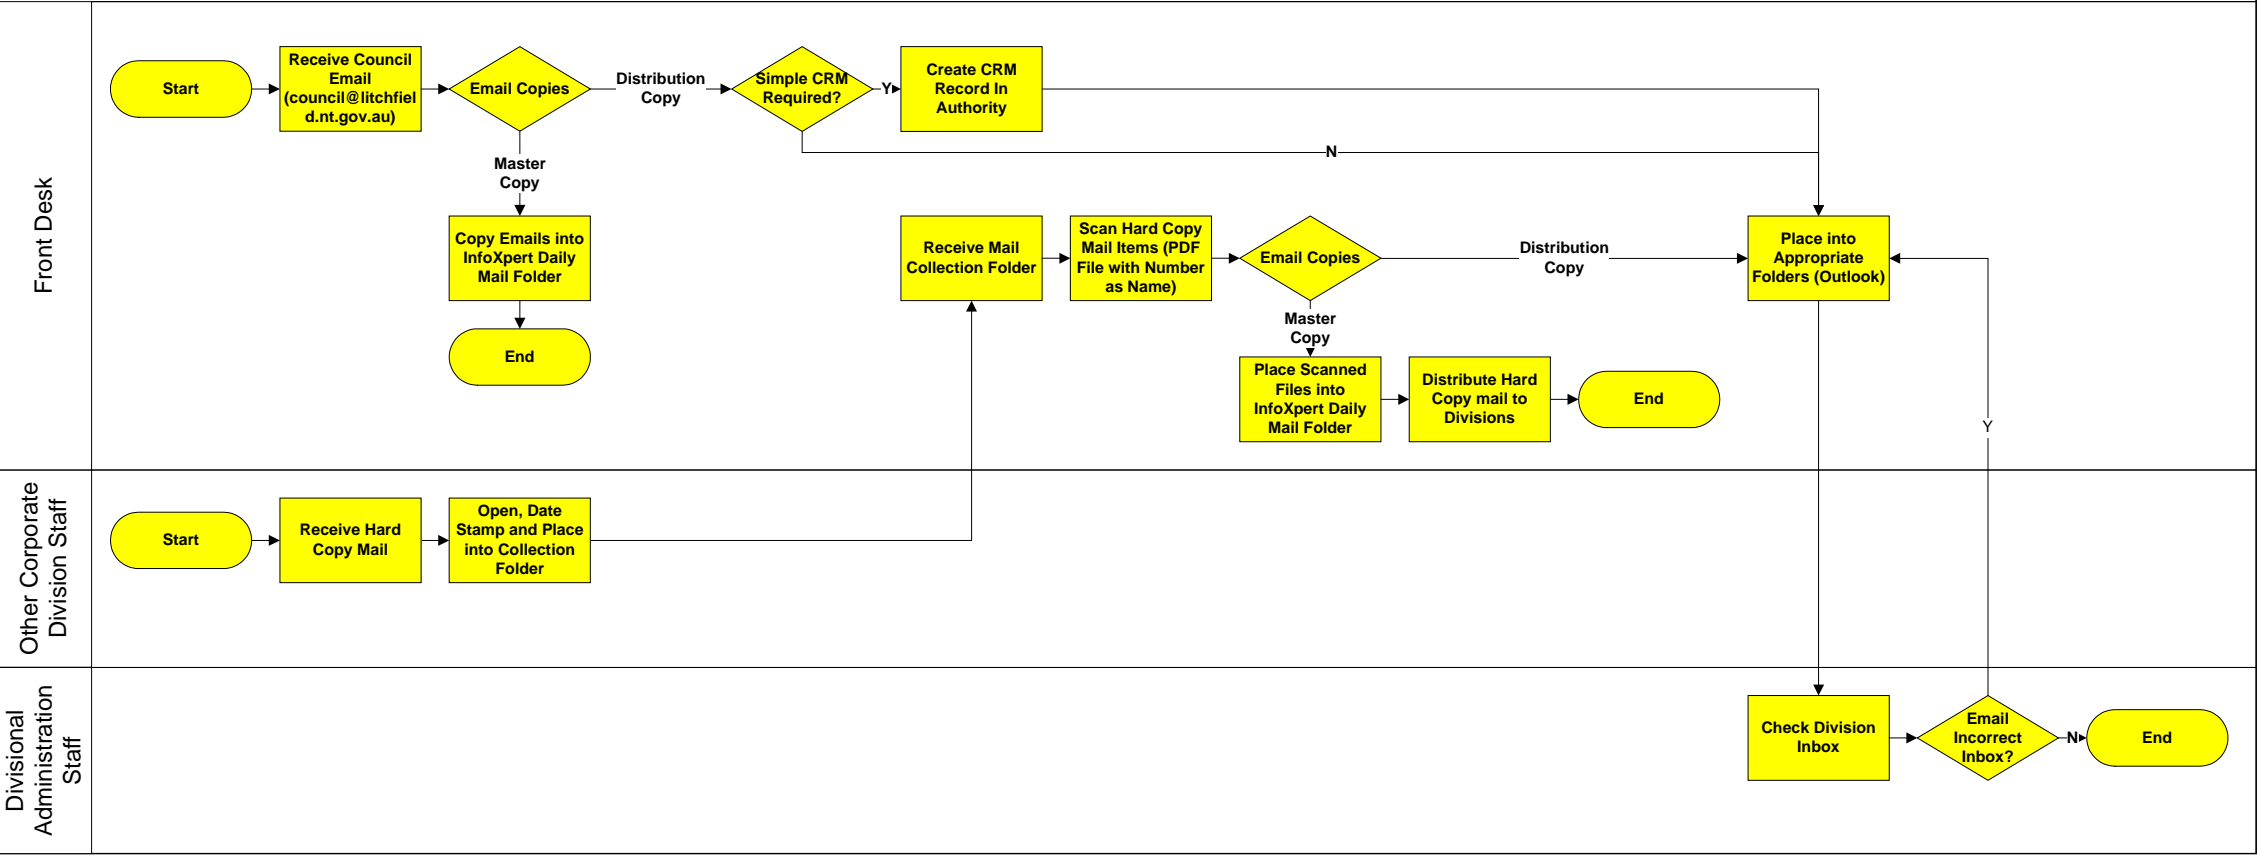 Front Desk
Start
Receive Council
Email
(council@litchfiel
d.nt.gov.au)
Email Copies
Distribution
Copy
Simple CRM
Required?
Y
Create CRM
Record In
Authority
N
Master
Copy
Copy Emails into
InfoXpert Daily
Mail Folder
End
Receive Mail
Collection Folder
Scan Hard Copy
Mail Items (PDF
File with Number
as Name)
Email Copies
Distribution
Copy
Place into
Appropriate
Folders (Outlook)
Master
Copy
Place Scanned
Files into
InfoXpert Daily
Mail Folder
Distribute Hard
Copy mail to
Divisions
End
Y
Other Corporate
Division Staff
Start
Receive Hard
Copy Mail
Open, Date
Stamp and Place
into Collection
Folder
Divisional
Administration
Staff
Check Division
Inbox
Email
Incorrect
Inbox?
N
End